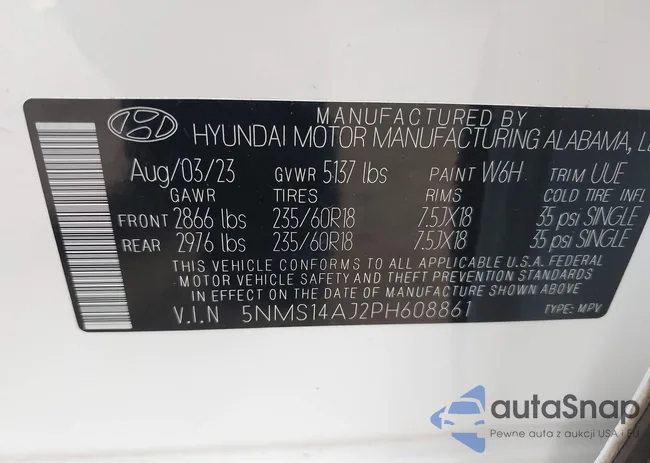 MANUFACTURED BY
HYUNDAI MOTOR MANUFACTURING ALABAMA,
Aug/03/23 GVWR 5137 lbs PAINT W6H TRIM UUE
GAWR TIRES RIMS COLD TIRE INFL
FRONT 2866 lbs 235/60R18 7.5JX18 35 psi SINGLE
REAR 2976 lbs 235/60R18 7.5JX18 35 psi SINGLE
THIS VEHICLE CONFORMS TO ALL APPLICABLE U.S.A. FEDERAL
MOTOR VEHICLE SAFETY AND THEFT PREVENTION STANDARDS
IN EFFECT ON THE DATE OF MANUFACTURE SHOWN ABOVE
V.I.N 5NMS14AJ2PH608861 TYPE: MPV
autaSnap
Pewne auta z aukcji USA i EU